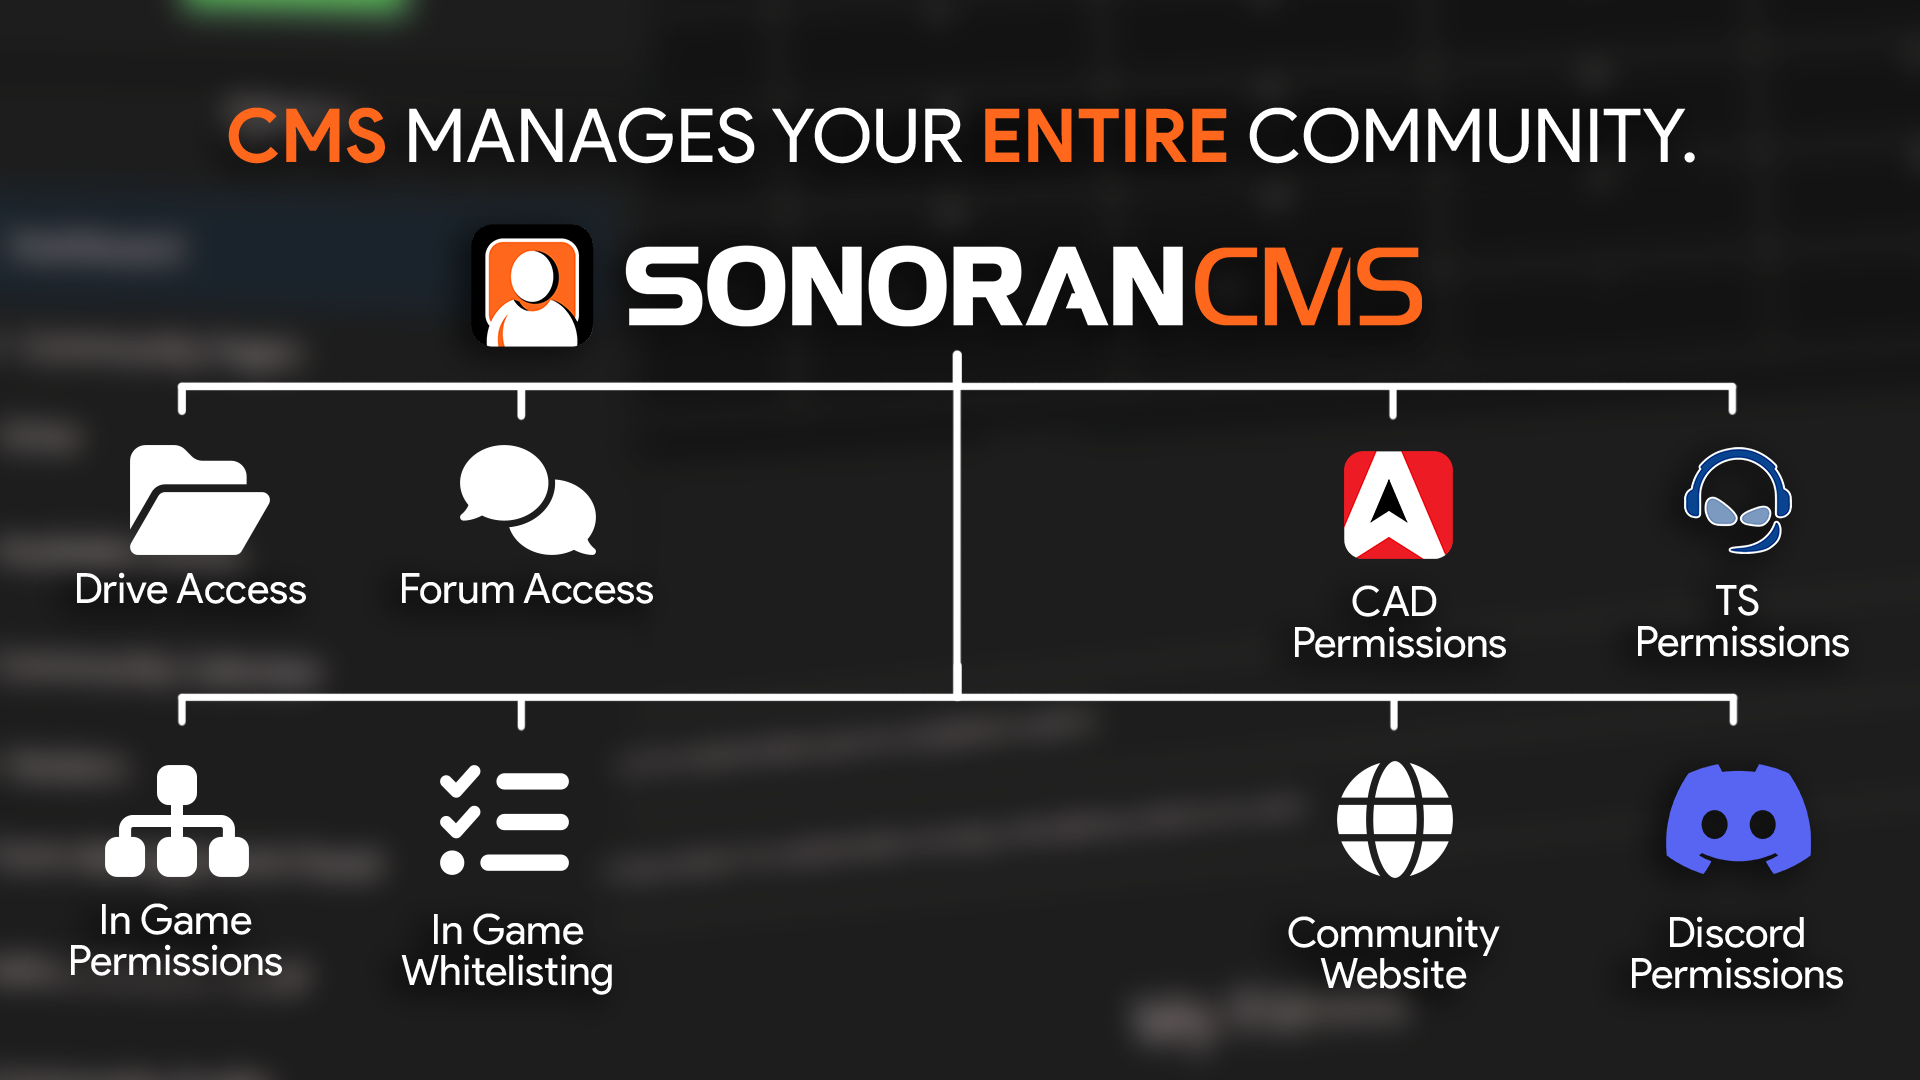 CMS MANAGES YOUR ENTIRE COMMUNITY.
SONORANCMS
Drive Access
Forum Access
CAD
Permissions
TS
Permissions
In Game
Permissions
In Game
Whitelisting
Community
Website
Discord
Permissions